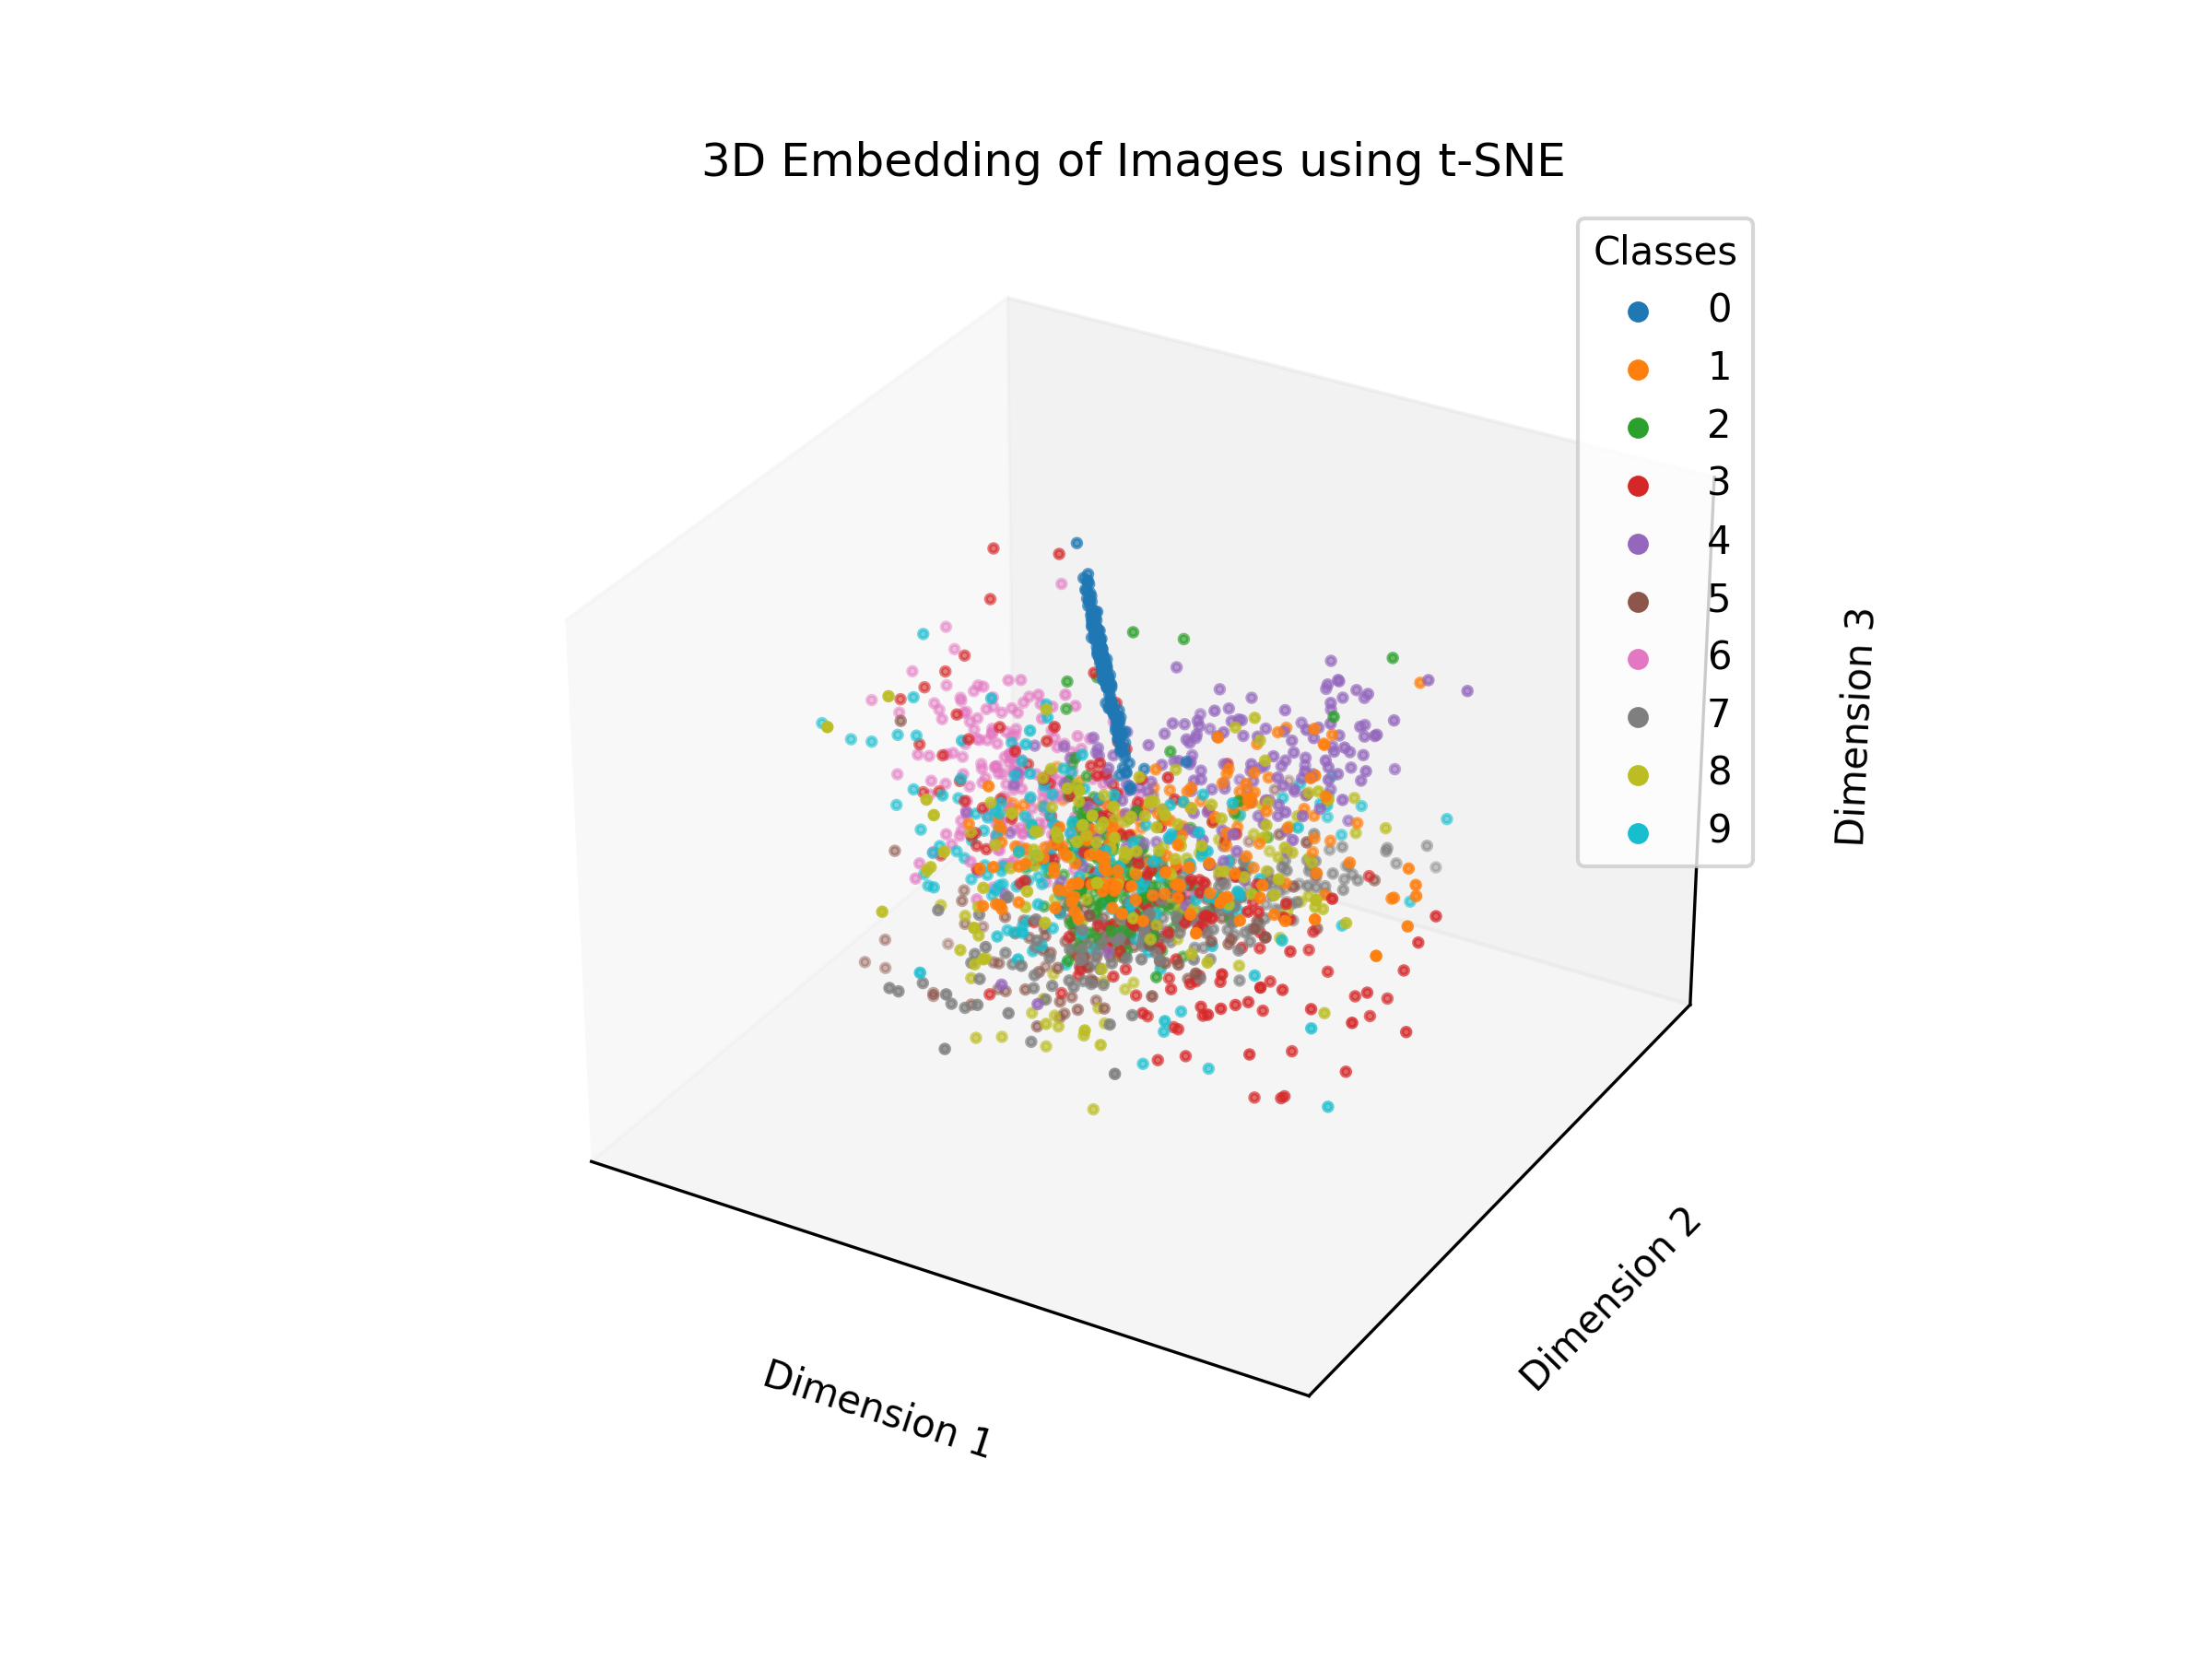 3D Embedding of Images using t-SNE
Classes
0
1
2
3
4
5
6
7
8
9
Dimension 3
Dimension 2
Dimension 1